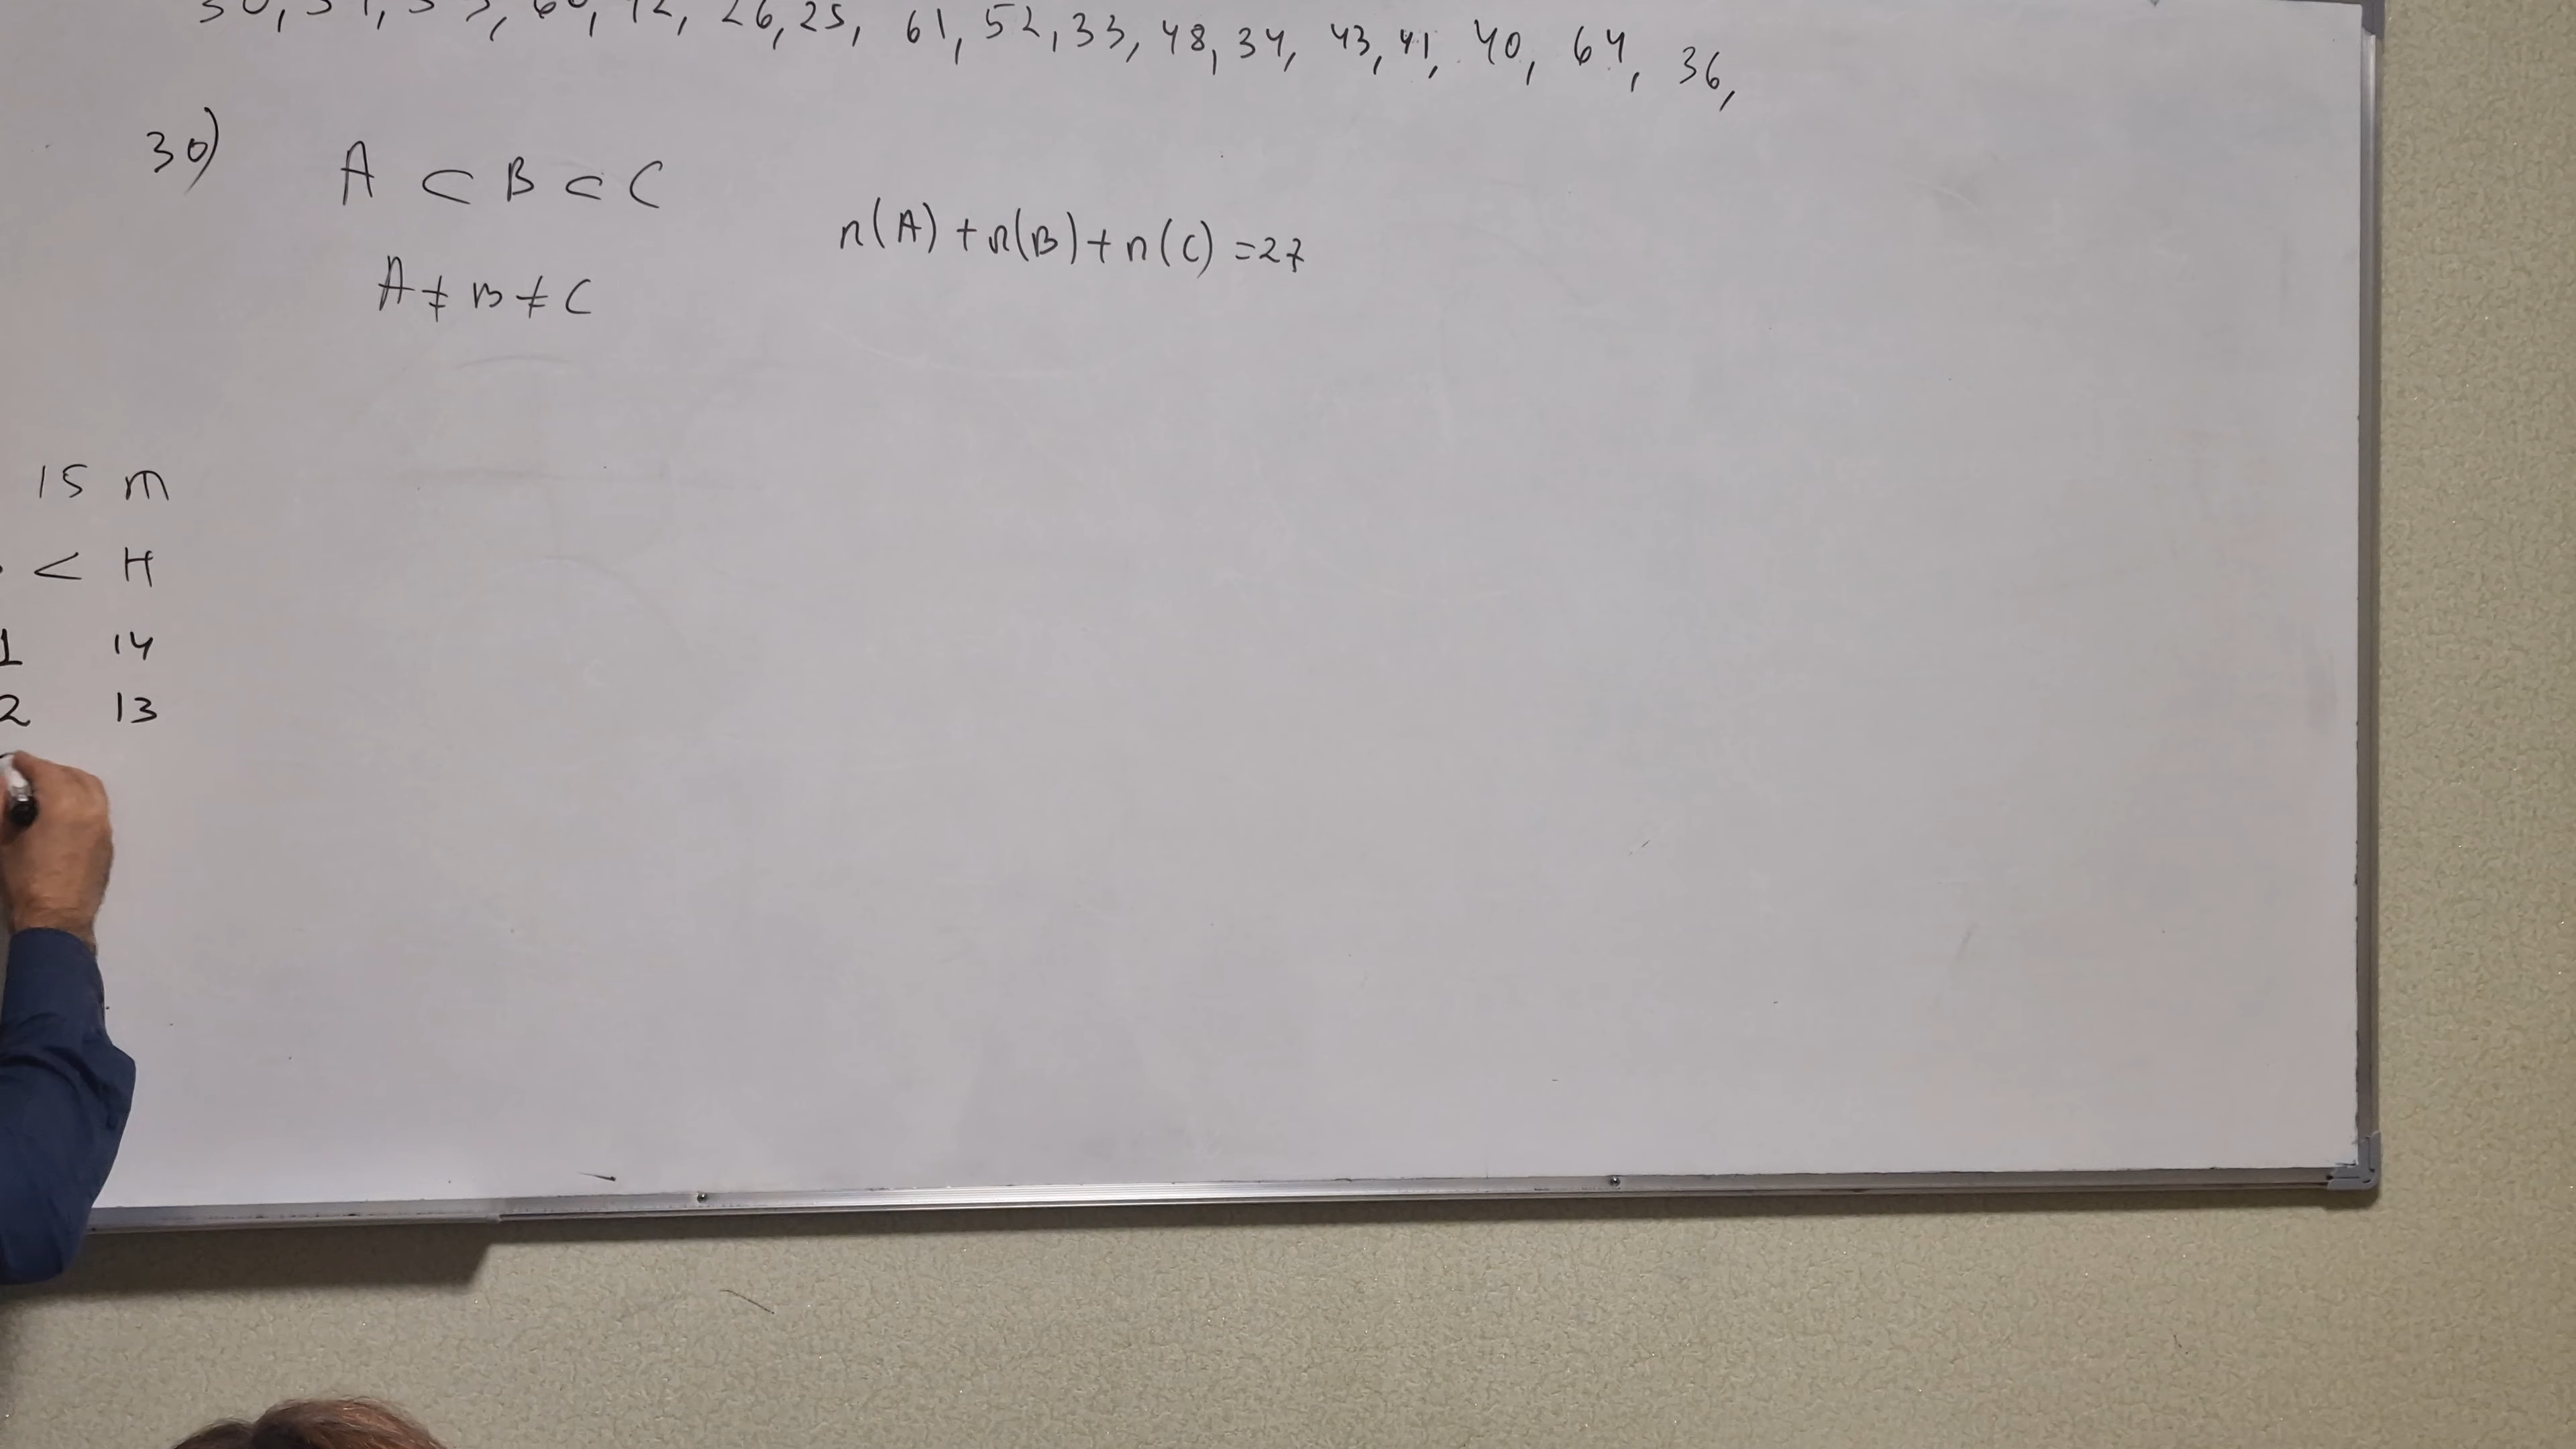 26, 25, 61, 52, 33, 48, 34, 43, 41, 40, 64, 36,
30) A ⊂ B ⊂ C
n(A) + n(B) + n(C) = 27
A ≠ B ≠ C
15 m
< H
1 14
2 13